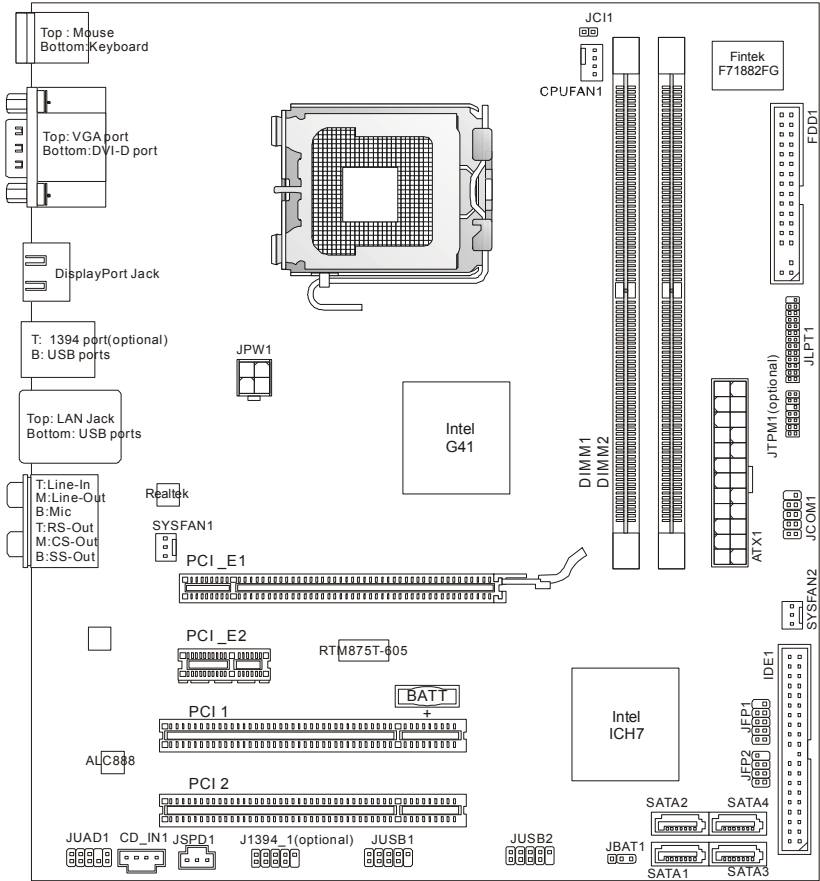 Top : Mouse
Bottom:Keyboard
JCI1
CPUFAN1
Fintek
F71882FG
FDD1
Top: VGA port
Bottom:DVI-D port
DisplayPort Jack
T: 1394 port(optional)
B: USB ports
JPW1
JLPT1
JTPM1(optional)
Top: LAN Jack
Bottom: USB ports
Intel
G41
DIMM1
DIMM2
ATX1
JCOM1
T:Line-In
M:Line-Out
B:Mic
T:RS-Out
M:CS-Out
B:SS-Out
Realtek
SYSFAN1
PCI_E1
SYSFAN2
PCI_E2
RTM875T-605
IDE1
BATT
+
PCI 1
Intel
ICH7
JFP1
JFP2
ALC888
PCI 2
SATA2
SATA4
JUAD1
CD_IN1
JSPD1
J1394_1(optional)
JUSB1
JUSB2
JBAT1
SATA1
SATA3